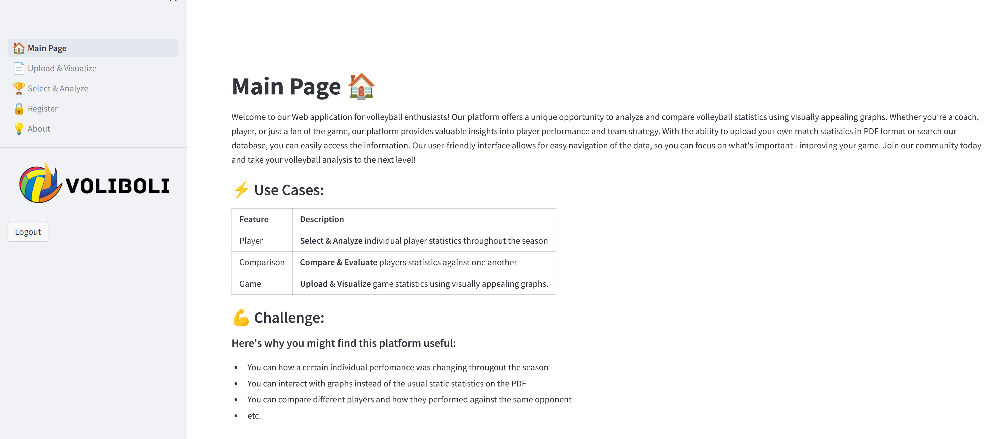 Main Page
Upload & Visualize
Select & Analyze
Register
About
VOLIBOLI
Logout
Main Page
Welcome to our Web application for volleyball enthusiasts! Our platform offers a unique opportunity to analyze and compare volleyball statistics using visually appealing graphs. Whether you're a coach,
player, or just a fan of the game, our platform provides valuable insights into player performance and team strategy. With the ability to upload your own match statistics in PDF format or search our
database, you can easily access the information. Our user-friendly interface allows for easy navigation of the data, so you can focus on what's important - improving your game. Join our community today
and take your volleyball analysis to the next level!
Use Cases:
Feature Description
Player Select & Analyze individual player statistics throughout the season
Comparison Compare & Evaluate players statistics against one another
Game Upload & Visualize game statistics using visually appealing graphs.
Challenge:
Here's why you might find this platform useful:
• You can how a certain individual perfomance was changing througout the season
• You can interact with graphs instead of the usual static statistics on the PDF
• You can compare different players and how they performed against the same opponent
• etc.